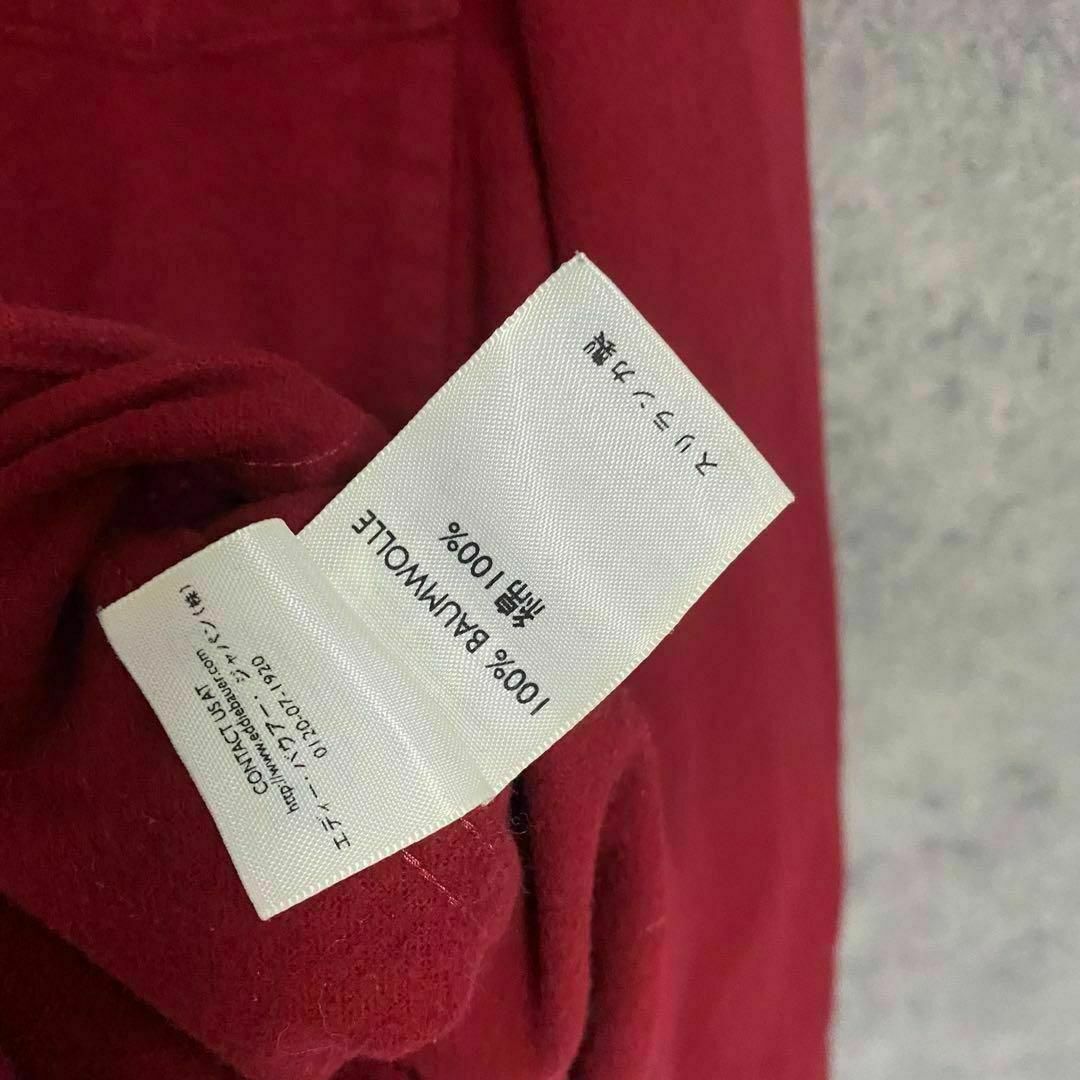 100% BAUMWOLLE
綿100%
スリランカ製
CONTACT US AT
http://www.eddiebauer.com
エディー・バウアー・ジャパン(株)
0120-07-1920